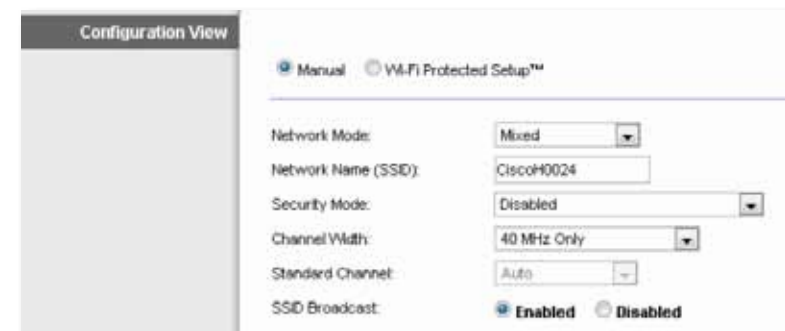 Configuration View
Manual Wi-Fi Protected Setup™
Network Mode: Mixed
Network Name (SSID): CiscoH0024
Security Mode: Disabled
Channel Width: 40 MHz Only
Standard Channel: Auto
SSID Broadcast: Enabled Disabled